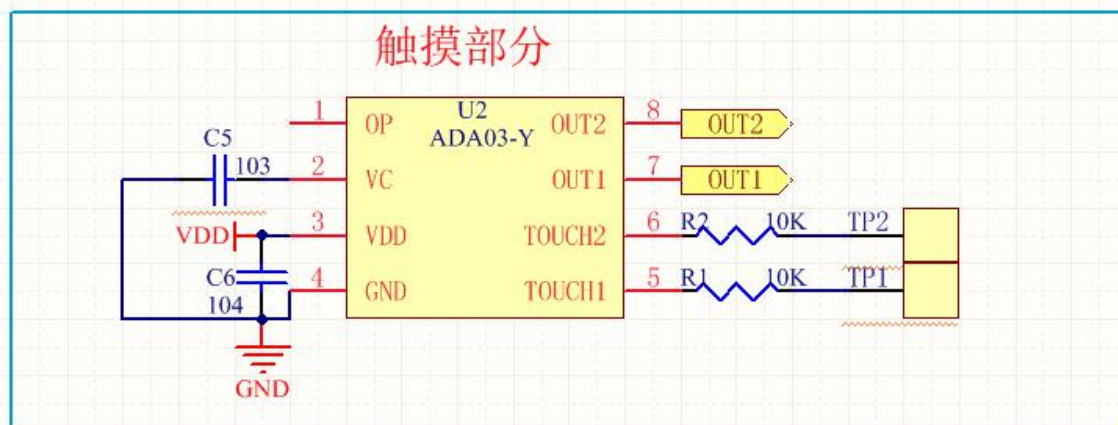 触摸部分
U2
ADA03-Y
1 OP OUT2 8 OUT2
C5
103 2 VC OUT1 7 OUT1
VDD 3 VDD TOUCH2 6 R2 10K TP2
C6 4 GND TOUCH1 5 R1 10K TP1
104
GND